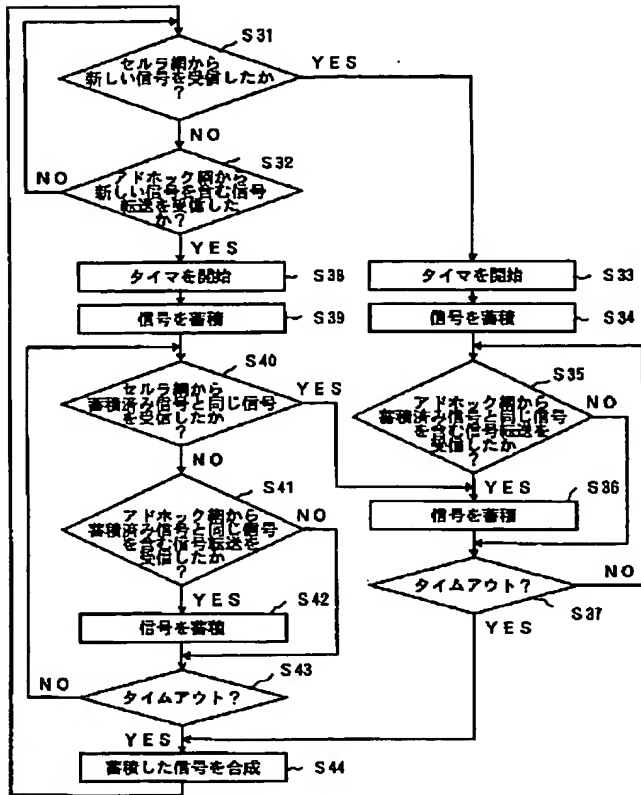 S31
セルラ網から
新しい信号を受信したか
?
YES
NO
S32
アドホック網から
新しい信号を含む信号
転送を受信した
か?
NO
YES
タイマを開始
S38
信号を蓄積
S39
タイマを開始
S33
信号を蓄積
S34
S40
セルラ網から
蓄積済み信号と同じ信号
を受信したか?
YES
NO
S35
アドホック網から
蓄積済み信号と同じ信号
を含む信号転送を
受信したか
?
NO
YES
S36
信号を蓄積
S41
アドホック網から
蓄積済み信号と同じ信号
を含む信号転送を
受信したか
?
NO
YES
S42
信号を蓄積
タイムアウト?
NO
S37
YES
S43
タイムアウト?
NO
YES
蓄積した信号を合成
S44